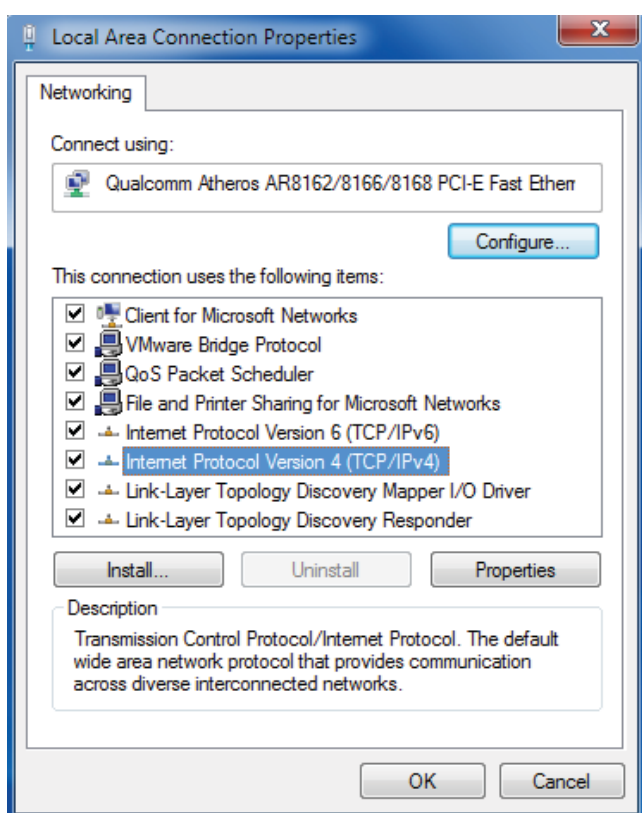 Local Area Connection Properties
Networking
Connect using:
Qualcomm Atheros AR8162/8166/8168 PCI-E Fast Ethern
Configure...
This connection uses the following items:
Client for Microsoft Networks
VMware Bridge Protocol
QoS Packet Scheduler
File and Printer Sharing for Microsoft Networks
Internet Protocol Version 6 (TCP/IPv6)
Internet Protocol Version 4 (TCP/IPv4)
Link-Layer Topology Discovery Mapper I/O Driver
Link-Layer Topology Discovery Responder
Install... Uninstall Properties
Description
Transmission Control Protocol/Internet Protocol. The default
wide area network protocol that provides communication
across diverse interconnected networks.
OK Cancel